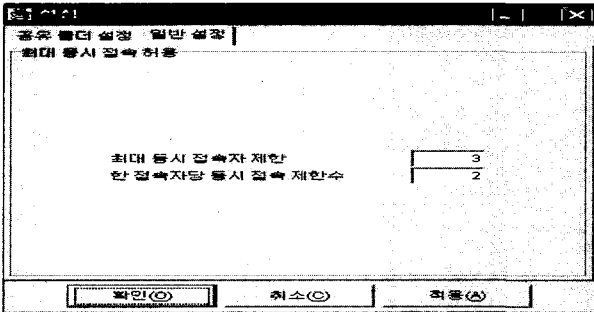 공유 폴더 설정 일반 설정
최대 동시 접속 허용
최대 동시 접속자 제한 3
한 접속자당 동시 접속 제한수 2
확인(O) 취소(C) 적용(A)